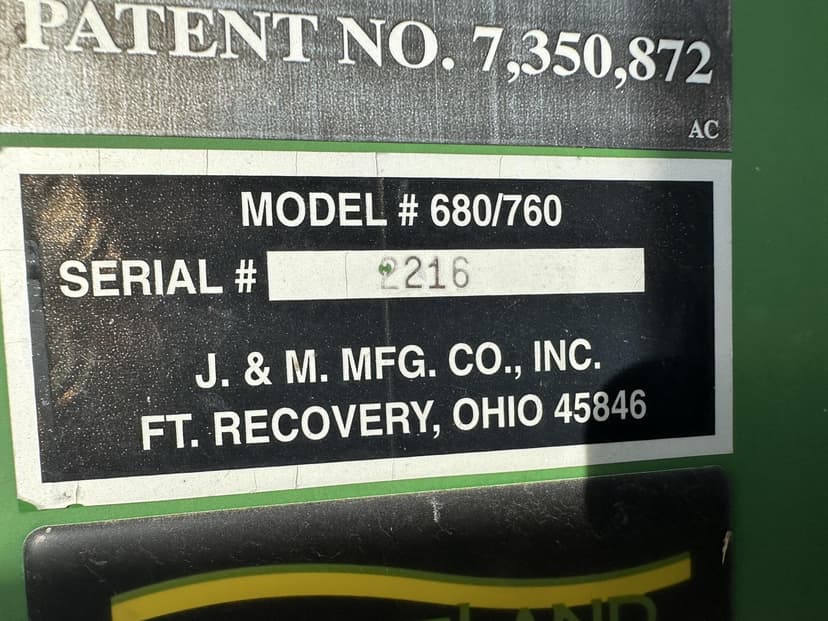 PATENT NO. 7,350,872
AC
MODEL # 680/760
SERIAL # 2216
J. & M. MFG. CO., INC.
FT. RECOVERY, OHIO 45846